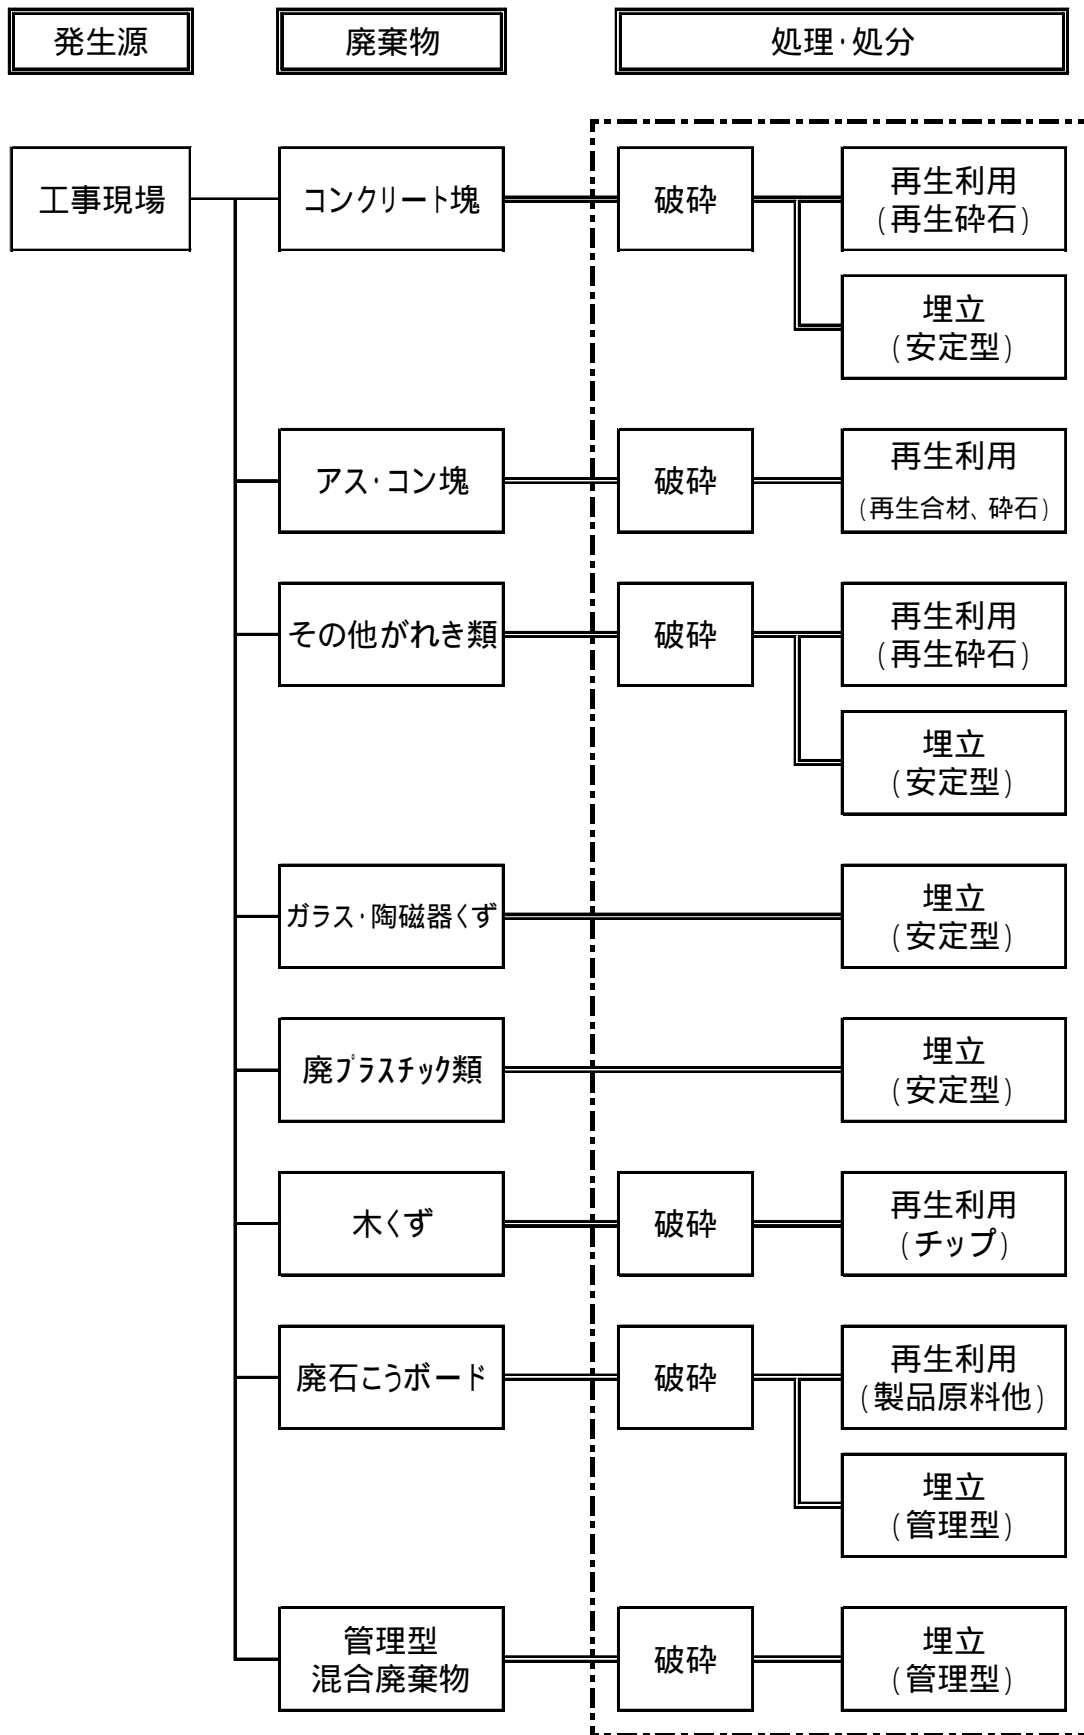 発生源
廃棄物
処理・処分
工事現場
コンクリート塊
破砕
再生利用
(再生砕石)
埋立
(安定型)
アス・コン塊
破砕
再生利用
(再生合材、砕石)
その他がれき類
破砕
再生利用
(再生砕石)
埋立
(安定型)
ガラス・陶磁器くず
埋立
(安定型)
廃プラスチック類
埋立
(安定型)
木くず
破砕
再生利用
(チップ)
廃石こうボード
破砕
再生利用
(製品原料他)
埋立
(管理型)
管理型
混合廃棄物
破砕
埋立
(管理型)